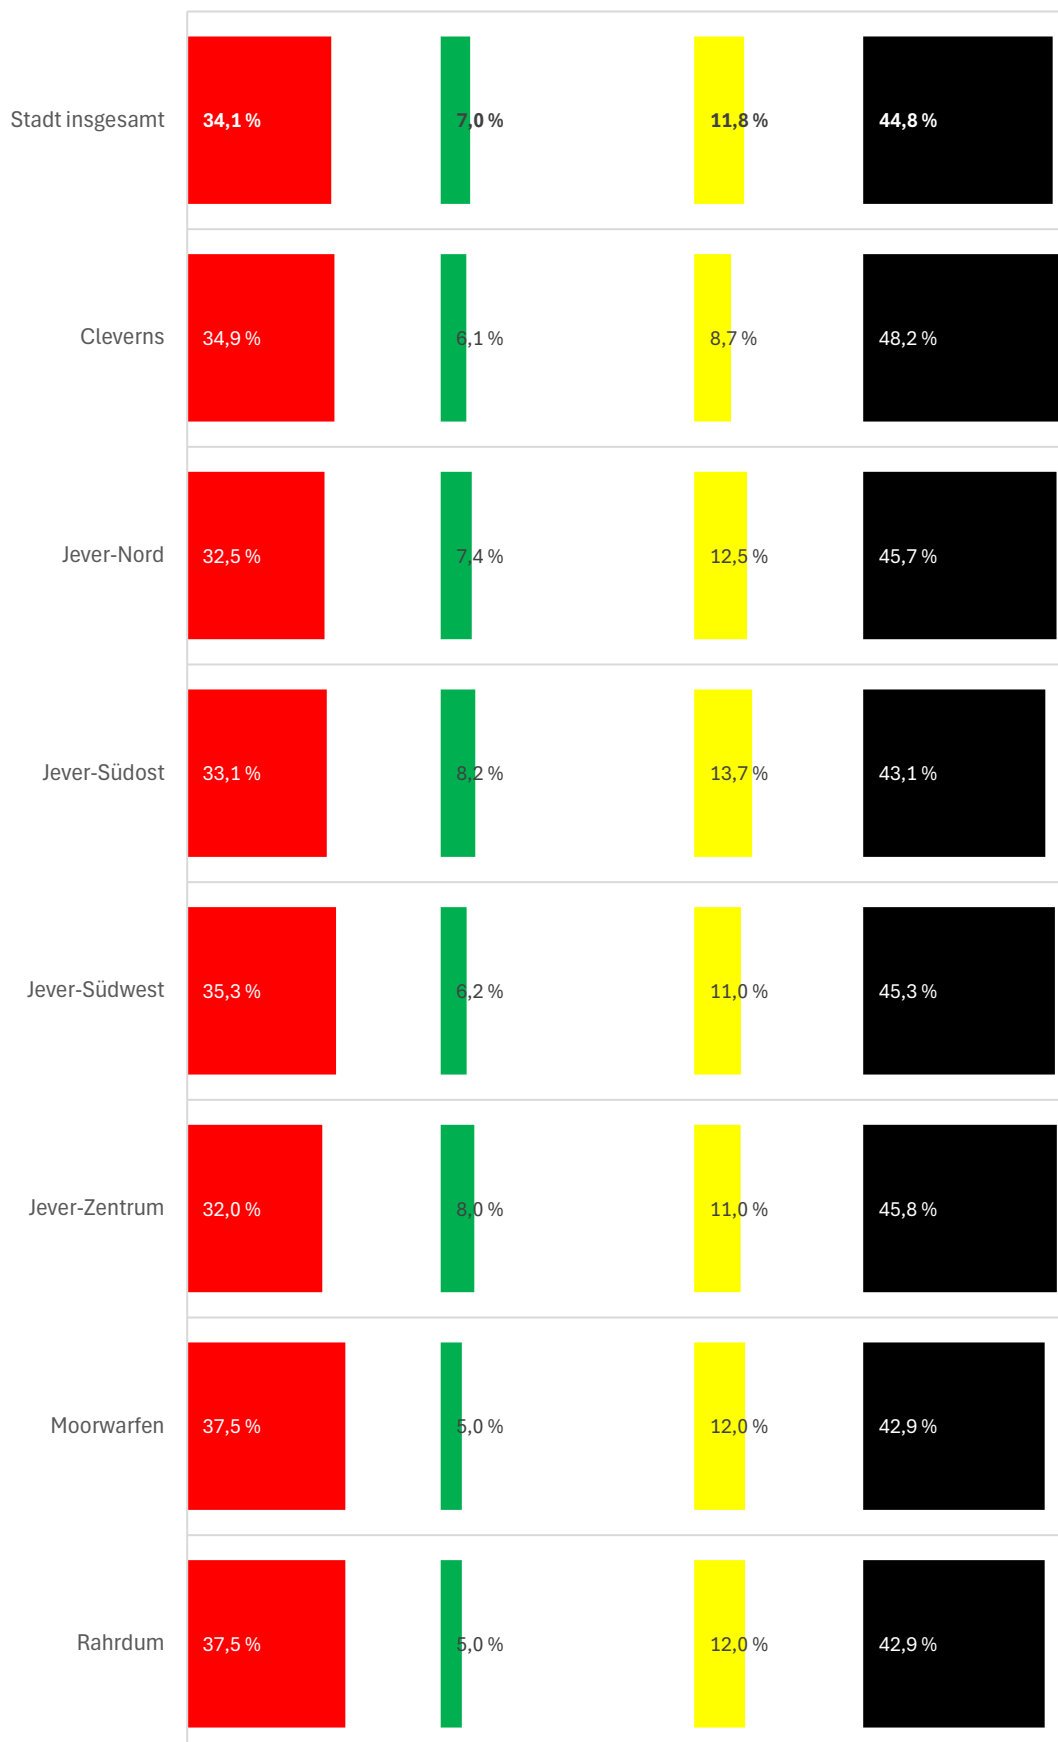 Stadt insgesamt 34,1 % 7,0 % 11,8 % 44,8 %
Cleverns 34,9 % 6,1 % 8,7 % 48,2 %
Jever-Nord 32,5 % 7,4 % 12,5 % 45,7 %
Jever-Südost 33,1 % 8,2 % 13,7 % 43,1 %
Jever-Südwest 35,3 % 6,2 % 11,0 % 45,3 %
Jever-Zentrum 32,0 % 8,0 % 11,0 % 45,8 %
Moorwarfen 37,5 % 5,0 % 12,0 % 42,9 %
Rahrdum 37,5 % 5,0 % 12,0 % 42,9 %